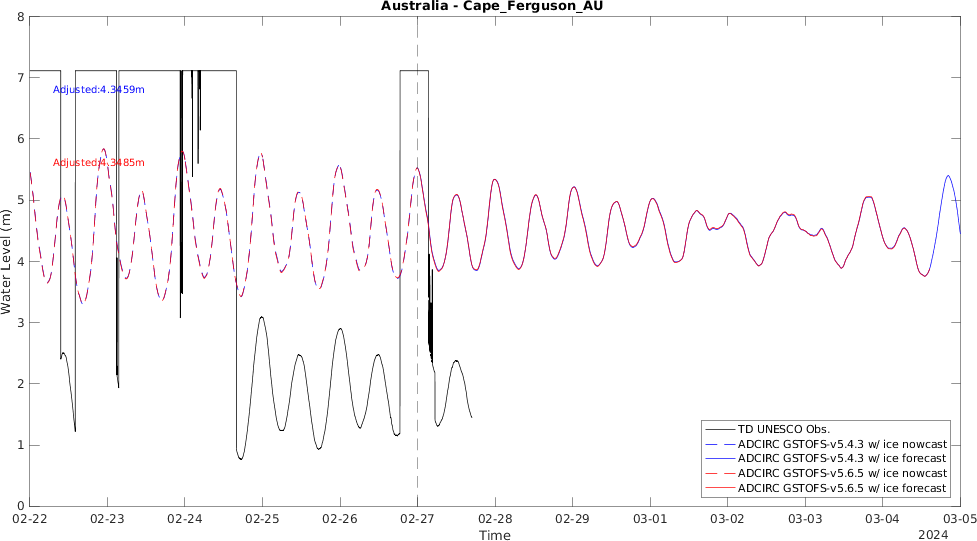 Australia - Cape_Ferguson_AU
8
7
6
5
4
3
2
1
0
Water Level (m)
Adjusted:4.3459m
Adjusted:4.3485m
TD UNESCO Obs.
ADCIRC GSTOFS-v5.4.3 w/ ice nowcast
ADCIRC GSTOFS-v5.4.3 w/ ice forecast
ADCIRC GSTOFS-v5.6.5 w/ ice nowcast
ADCIRC GSTOFS-v5.6.5 w/ ice forecast
02-22 02-23 02-24 02-25 02-26 02-27 02-28 02-29 03-01 03-02 03-03 03-04 03-05
Time
2024